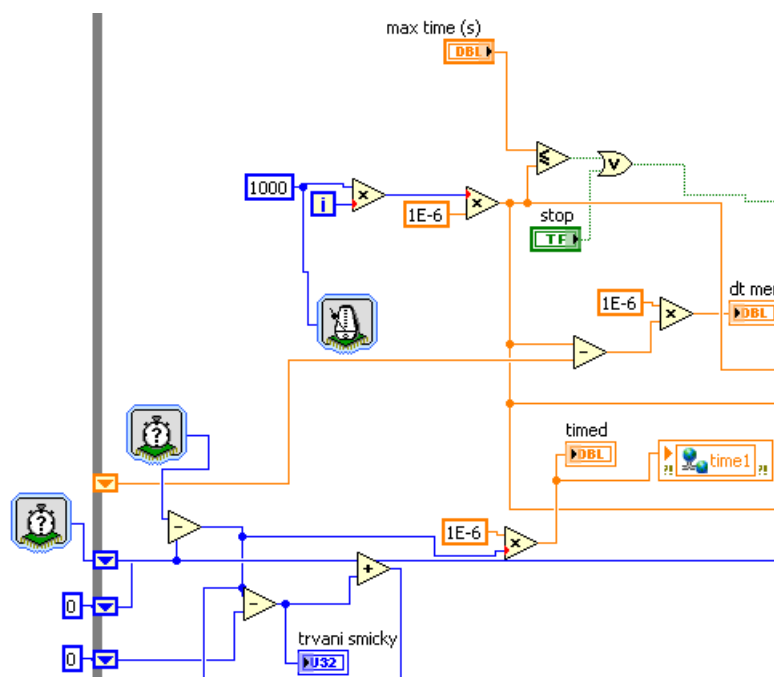 max time (s)
DBL
1000
i
1E-6
stop
TF
1E-6
dt mer
DBL
timed
DBL
time1
?!
?!
1E-6
0
0
trvani smicky
U32